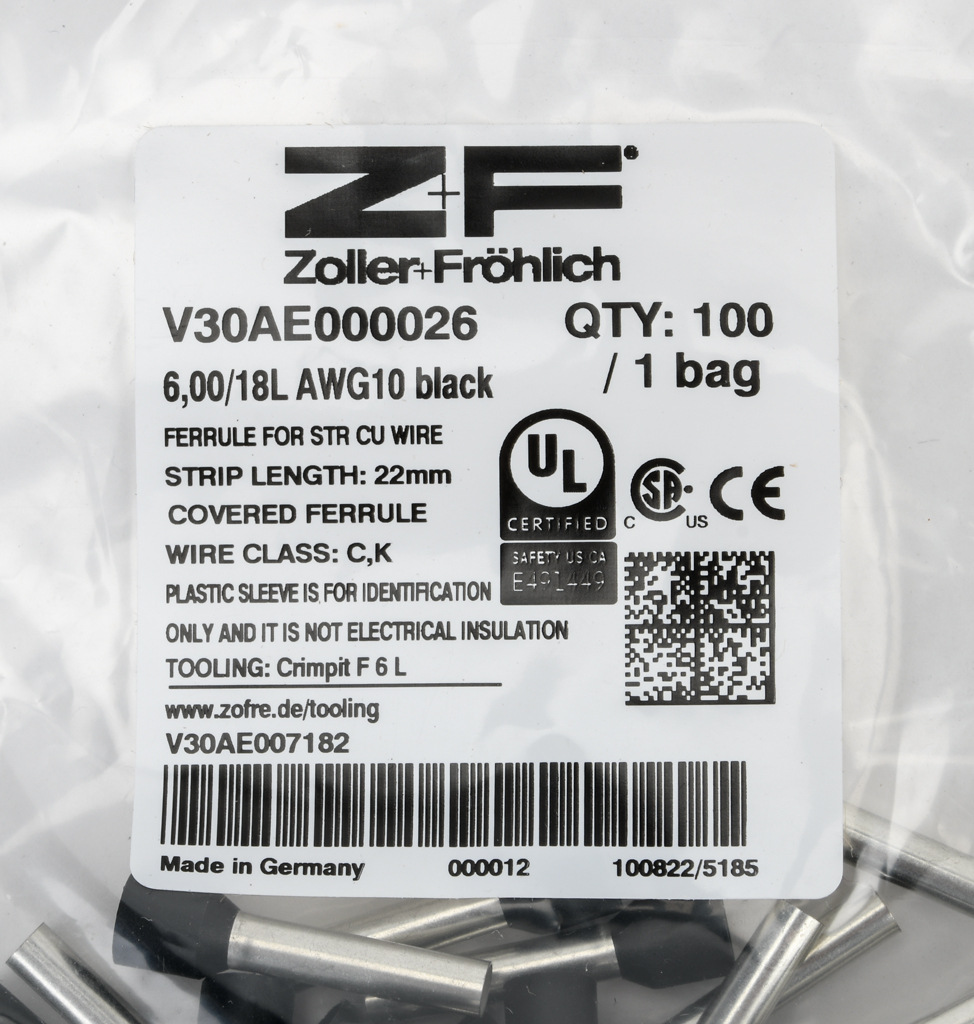 Z+F
Zoller+Fröhlich
V30AE000026 QTY: 100
6,00/18L AWG10 black / 1 bag
FERRULE FOR STR CU WIRE
STRIP LENGTH: 22mm
COVERED FERRULE
WIRE CLASS: C,K
PLASTIC SLEEVE IS FOR IDENTIFICATION
ONLY AND IT IS NOT ELECTRICAL INSULATION
TOOLING: Crimpit F 6 L
www.zofre.de/tooling
V30AE007182
UL
CERTIFIED
SAFETY US CA
E491449
C SA US
CE
Made in Germany 000012 100822/5185